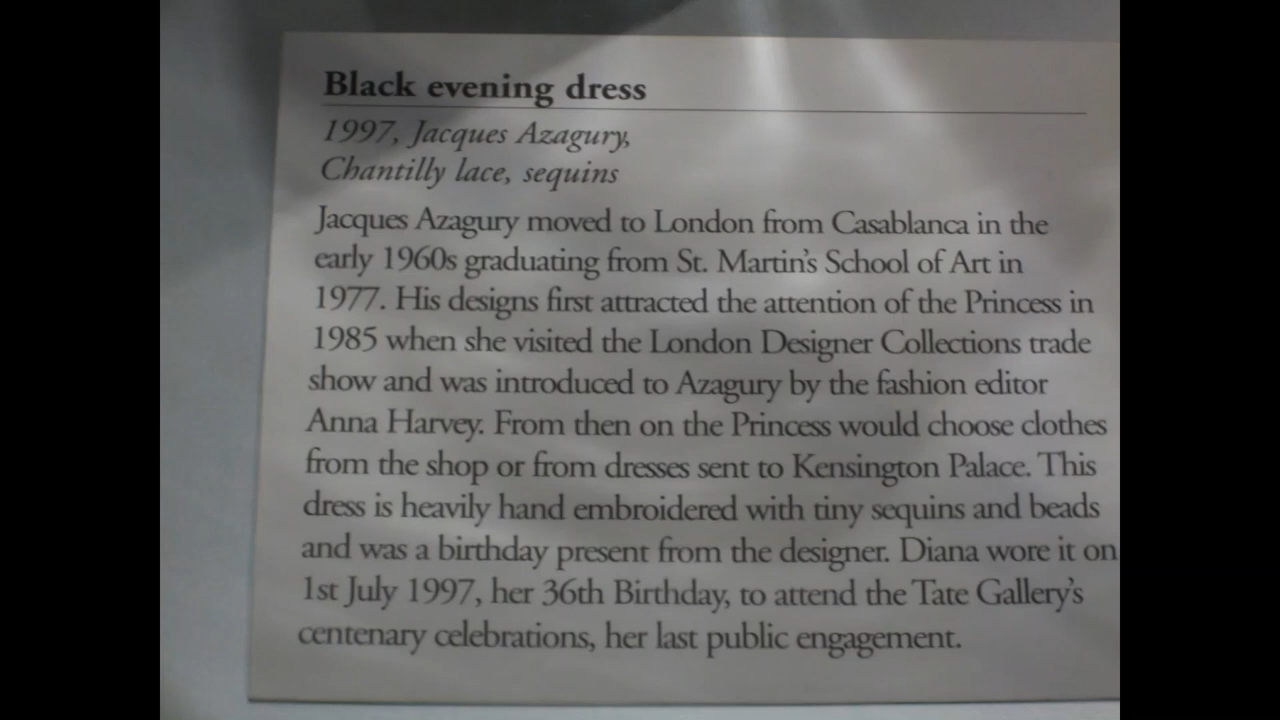 Black evening dress
1997, Jacques Azagury,
Chantilly lace, sequins
Jacques Azagury moved to London from Casablanca in the
early 1960s graduating from St. Martin's School of Art in
1977. His designs first attracted the attention of the Princess in
1985 when she visited the London Designer Collections trade
show and was introduced to Azagury by the fashion editor
Anna Harvey. From then on the Princess would choose clothes
from the shop or from dresses sent to Kensington Palace. This
dress is heavily hand embroidered with tiny sequins and beads
and was a birthday present from the designer. Diana wore it on
1st July 1997, her 36th Birthday, to attend the Tate Gallery's
centenary celebrations, her last public engagement.